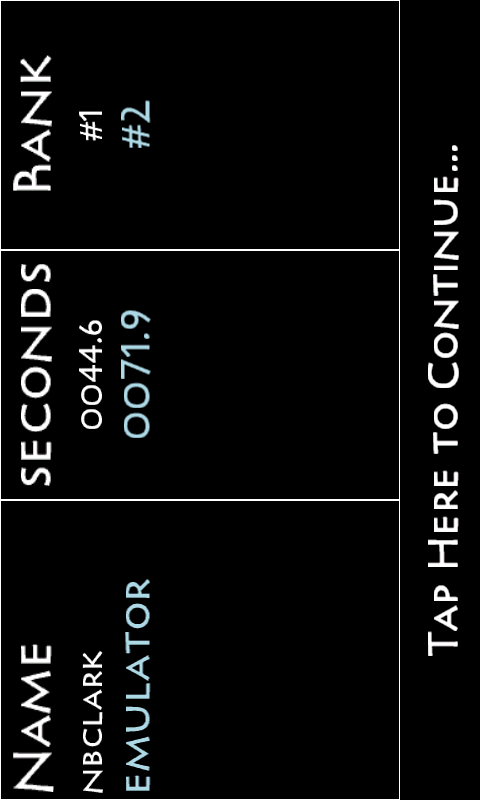 Name Seconds Rank
NBCLARK 0044.6 #1
EMULATOR 0071.9 #2
Tap Here to Continue...